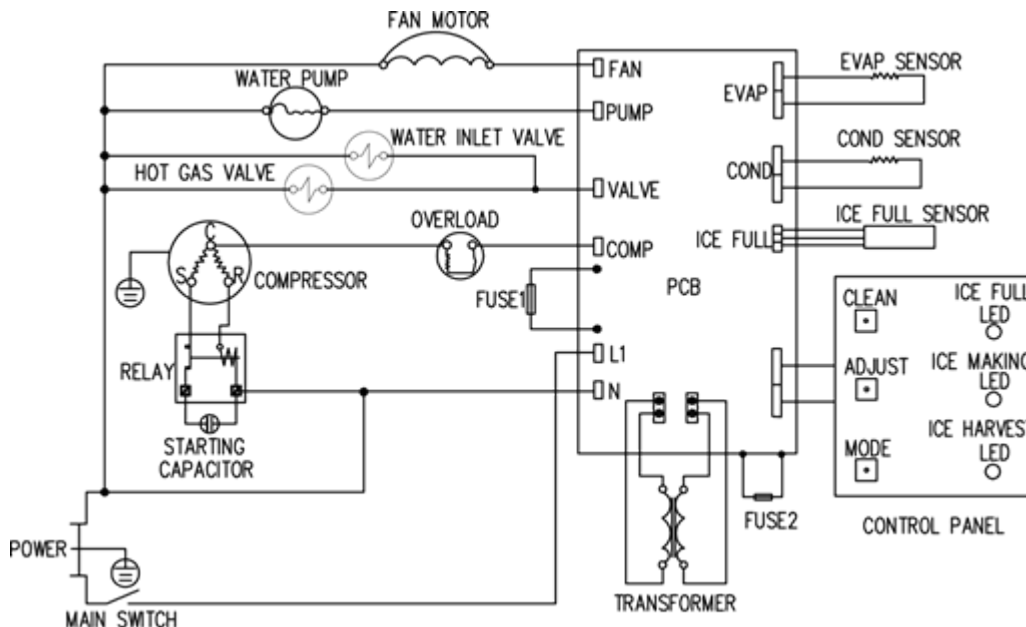 FAN MOTOR
FAN
WATER PUMP
PUMP
WATER INLET VALVE
HOT GAS VALVE
VALVE
OVERLOAD
COMP
C
S
R
COMPRESSOR
FUSE1
PCB
L1
N
RELAY
STARTING
CAPACITOR
POWER
MAIN SWITCH
TRANSFORMER
FUSE2
EVAP
EVAP SENSOR
COND
COND SENSOR
ICE FULL
ICE FULL SENSOR
CLEAN
ICE FULL
LED
ADJUST
ICE MAKING
LED
MODE
ICE HARVEST
LED
CONTROL PANEL